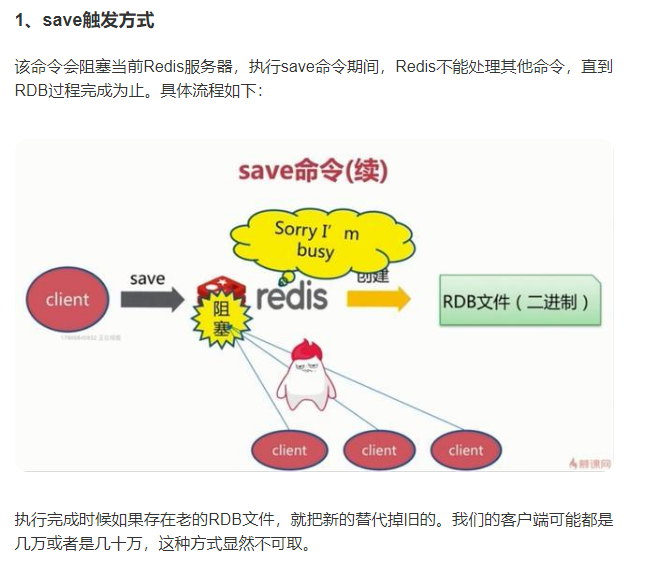 1、save触发方式
该命令会阻塞当前Redis服务器，执行save命令期间，Redis不能处理其他命令，直到
RDB过程完成为止。具体流程如下：
save命令(续)
Sorry I' m
busy
client
save
阻
塞
redis
创建
RDB文件（二进制）
client
client
client
慕课网
执行完成时候如果存在老的RDB文件，就把新的替代掉旧的。我们的客户端可能都是
几万或者是几十万，这种方式显然不可取。